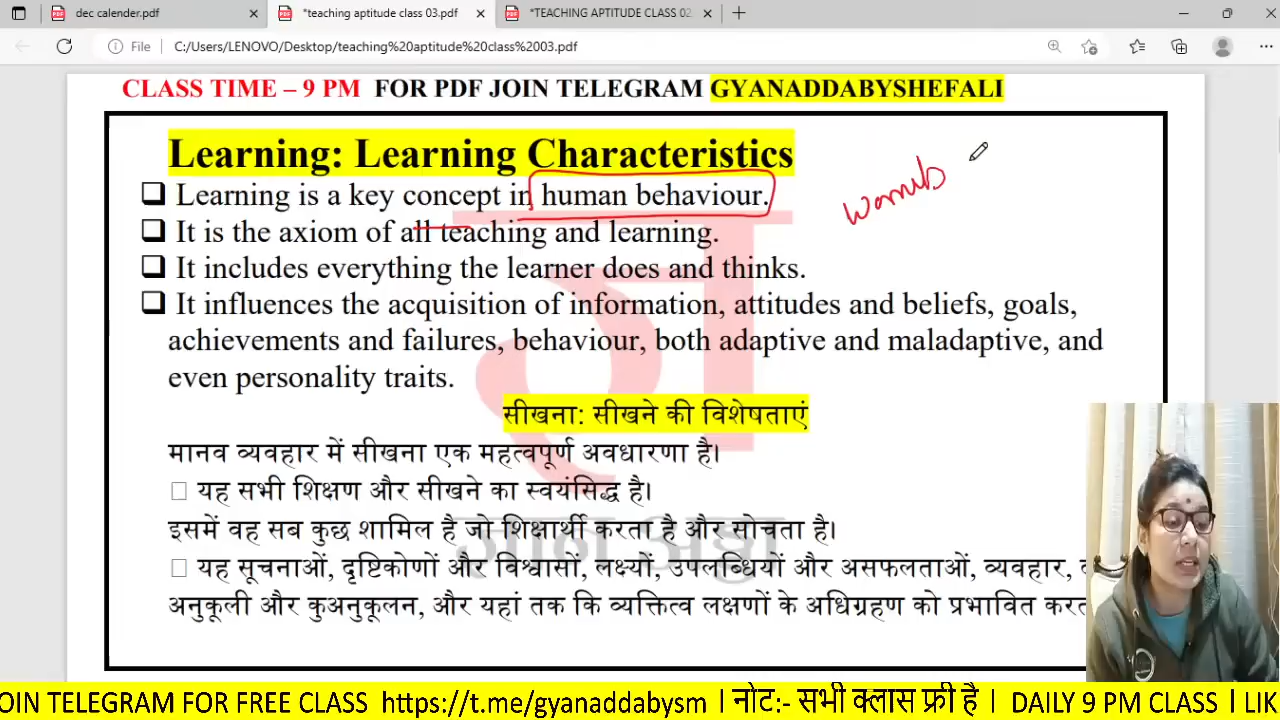 dec calender.pdf
*teaching aptitude class 03.pdf
*TEACHING APTITUDE CLASS 02
File
C:/Users/LENOVO/Desktop/teaching%20aptitude%20class%2003.pdf
CLASS TIME – 9 PM FOR PDF JOIN TELEGRAM GYANADDABYSHEFALI
Learning: Learning Characteristics
Learning is a key concept in human behaviour.
It is the axiom of all teaching and learning.
It includes everything the learner does and thinks.
It influences the acquisition of information, attitudes and beliefs, goals,
achievements and failures, behaviour, both adaptive and maladaptive, and
even personality traits.
सीखना: सीखने की विशेषताएं
मानव व्यवहार में सीखना एक महत्वपूर्ण अवधारणा है।
यह सभी शिक्षण और सीखने का स्वयंसिद्ध है।
इसमें वह सब कुछ शामिल है जो शिक्षार्थी करता है और सोचता है।
यह सूचनाओं, दृष्टिकोणों और विश्वासों, लक्ष्यों, उपलब्धियों और असफलताओं, व्यवहार,
अनुकूली और कुअनुकूलन, और यहां तक कि व्यक्तित्व लक्षणों के अधिग्रहण को प्रभावित करत
ज्ञान अड्डा
JOIN TELEGRAM FOR FREE CLASS https://t.me/gyanaddabysm । नोट:- सभी क्लास फ्री है । DAILY 9 PM CLASS । LIK